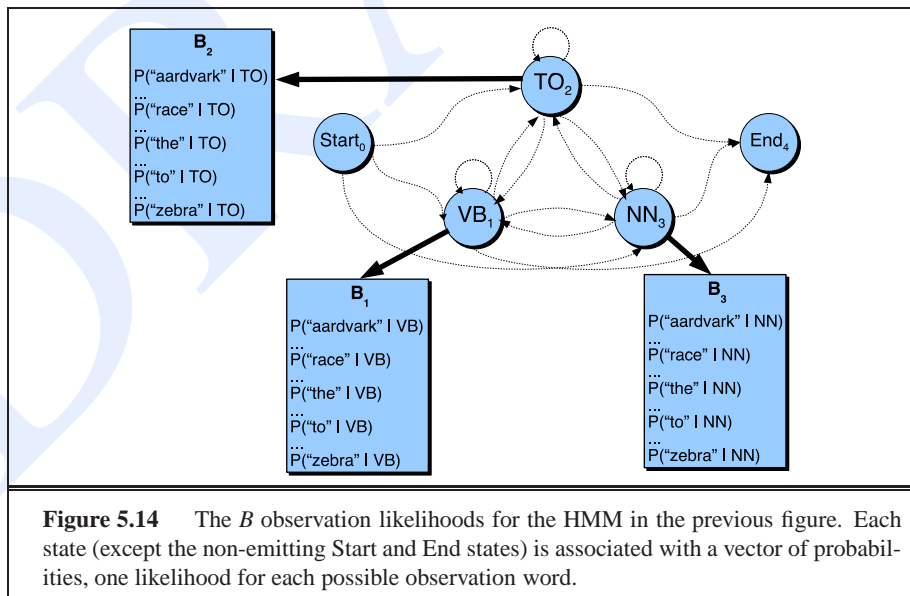 B2
P("aardvark" | TO)
...
P("race" | TO)
...
P("the" | TO)
...
P("to" | TO)
...
P("zebra" | TO)
TO2
Start0
End4
VB1
NN3
B1
P("aardvark" | VB)
...
P("race" | VB)
...
P("the" | VB)
...
P("to" | VB)
...
P("zebra" | VB)
B3
P("aardvark" | NN)
...
P("race" | NN)
...
P("the" | NN)
...
P("to" | NN)
...
P("zebra" | NN)
Figure 5.14 The B observation likelihoods for the HMM in the previous figure. Each
state (except the non-emitting Start and End states) is associated with a vector of probabil-
ities, one likelihood for each possible observation word.